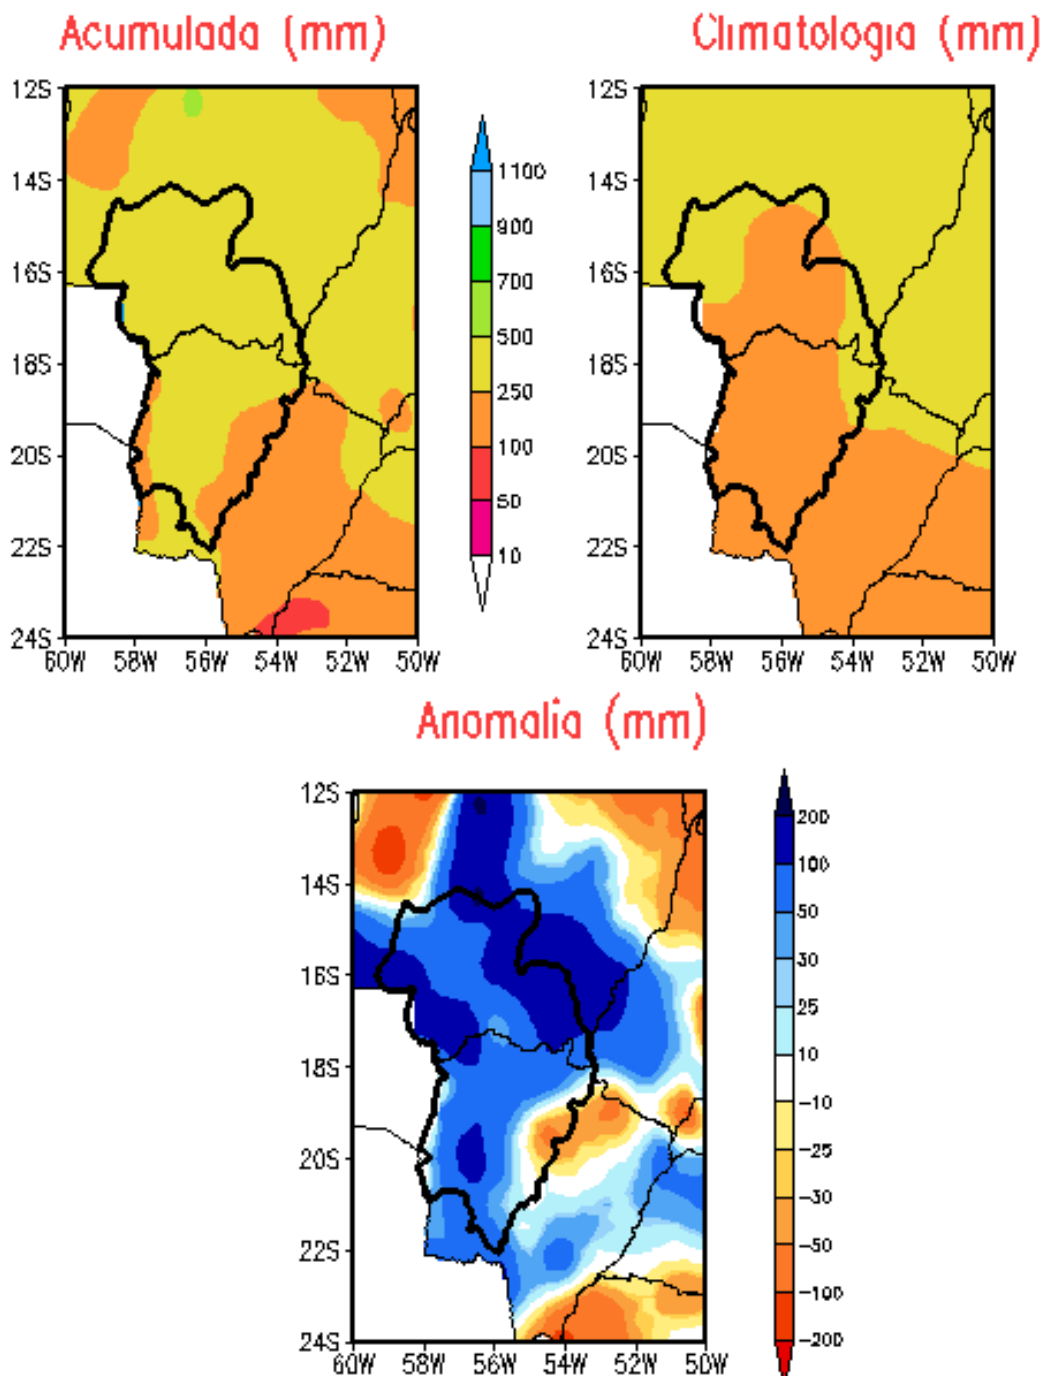 Acumulada (mm)
Climatologia (mm)
12S
14S
16S
18S
20S
22S
24S
60W 58W 56W 54W 52W 50W
1100
900
700
500
250
100
50
10
12S
14S
16S
18S
20S
22S
24S
60W 58W 56W 54W 52W 50W
Anomalia (mm)
12S
14S
16S
18S
20S
22S
24S
60W 58W 56W 54W 52W 50W
200
100
50
30
25
10
-10
-25
-30
-50
-100
-200